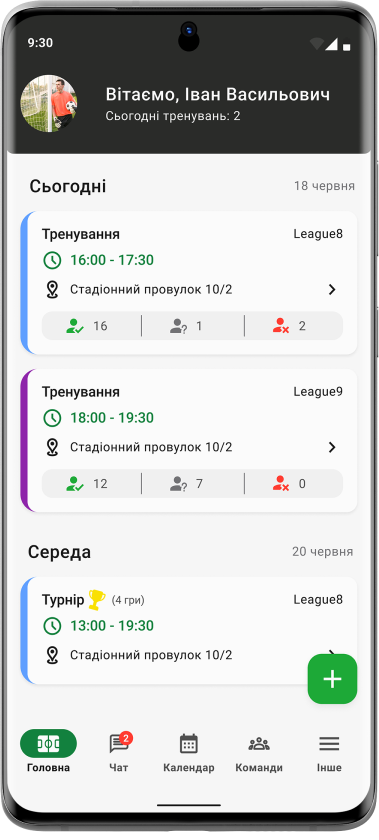 9:30
Вітаємо, Іван Васильович
Сьогодні тренувань: 2
Сьогодні 18 червня
Тренування League8
16:00 - 17:30
Стадіонний провулок 10/2
16 1 2
Тренування League9
18:00 - 19:30
Стадіонний провулок 10/2
12 7 0
Середа 20 червня
Турнір (4 гри) League8
13:00 - 19:30
Стадіонний провулок 10/2
2
Головна Чат Календар Команди Інше